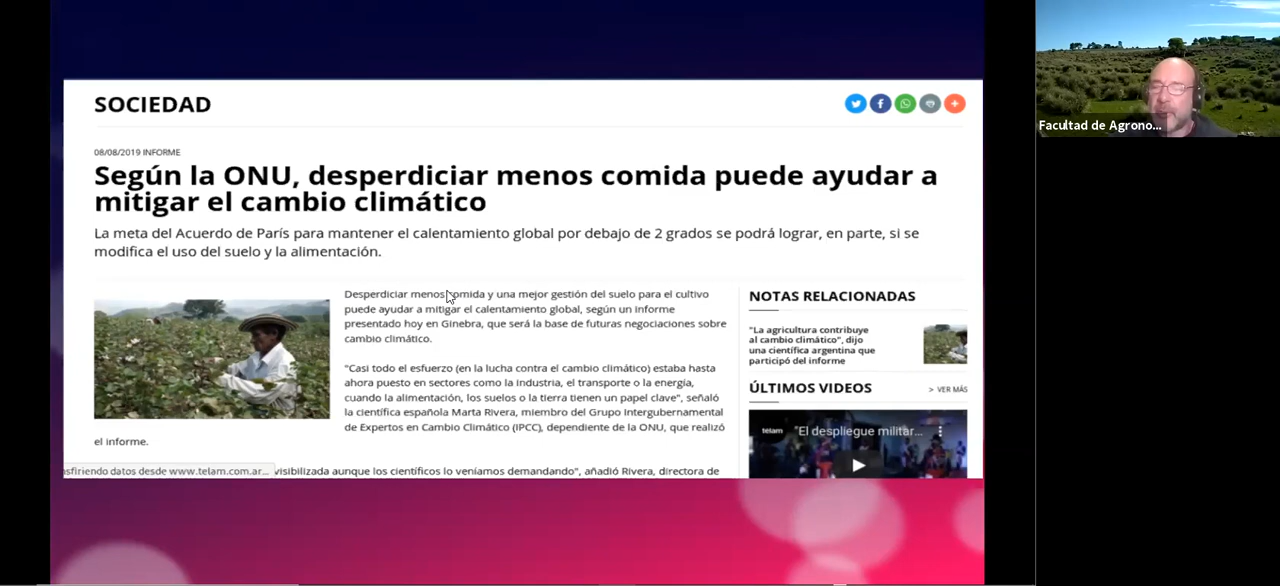 SOCIEDAD
08/08/2019 INFORME
Según la ONU, desperdiciar menos comida puede ayudar a
mitigar el cambio climático
La meta del Acuerdo de París para mantener el calentamiento global por debajo de 2 grados se podrá lograr, en parte, si se
modifica el uso del suelo y la alimentación.
Desperdiciar menos comida y una mejor gestión del suelo para el cultivo
puede ayudar a mitigar el calentamiento global, según un informe
presentado hoy en Ginebra, que será la base de futuras negociaciones sobre
cambio climático.
"Casi todo el esfuerzo (en la lucha contra el cambio climático) estaba hasta
ahora puesto en sectores como la industria, el transporte o la energía,
cuando la alimentación, los suelos o la tierra tienen un papel clave", señaló
la científica española Marta Rivera, miembro del Grupo Intergubernamental
de Expertos en Cambio Climático (IPCC), dependiente de la ONU, que realizó
el informe.
nsfiriendo datos desde www.telam.com.ar...
visibilizada aunque los científicos lo veníamos demandando", añadió Rivera, directora de
NOTAS RELACIONADAS
"La agricultura contribuye
al cambio climático", dijo
una científica argentina que
participó del informe
ÚLTIMOS VIDEOS
> VER MÁS
télam
"El despliegue militar...
Facultad de Agrono...